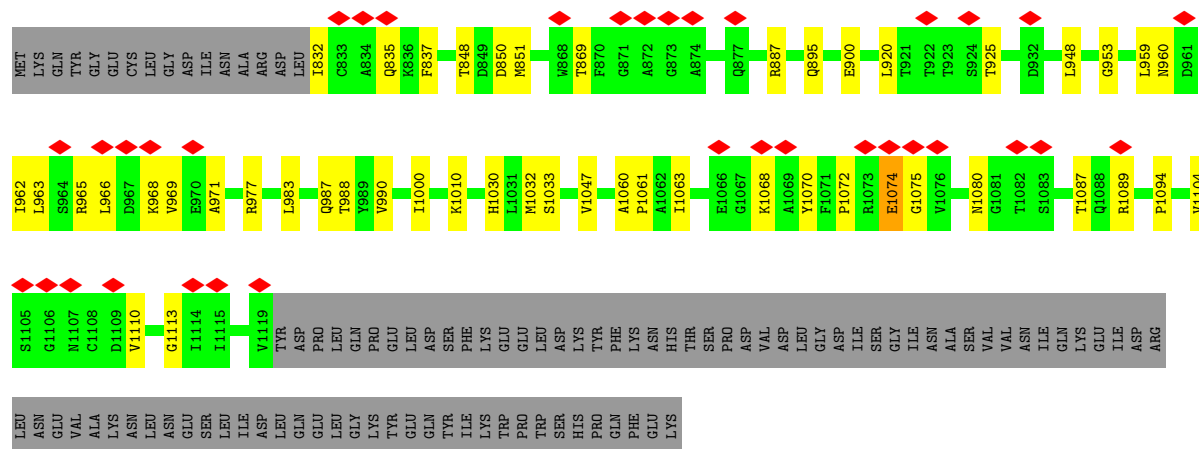 MET LYS GLN TYR GLY GLU CYS LEU GLY ASP ILE ASN ALA ARG ASP LEU I832 C833 A834 Q835 K836 F837 T848 D849 D850 M851 W868 T869 F870 G871 A872 G873 A874 Q877 R887 Q895 E900 L920 T921 T922 T923 S924 T925 D932 L948 G953 L959 N960 D961
I962 L963 S964 R965 L966 D967 K968 V969 E970 A971 R977 L983 Q987 T988 Y989 V990 I1000 K1010 H1030 L1031 M1032 S1033 V1047 A1060 P1061 A1062 I1063 E1066 G1067 K1068 A1069 Y1070 F1071 P1072 R1073 E1074 G1075 V1076 N1080 G1081 T1082 S1083 T1087 Q1088 R1089 P1094 V1104
S1105 G1106 N1107 C1108 D1109 V1110 G1113 I1114 I1115 V1119 TYR ASP PRO LEU GLN PRO GLU LEU ASP SER PHE LYS GLU GLU LEU ASP LYS TYR PHE LYS ASN HIS THR SER PRO ASP VAL ASP LEU GLY ASP ILE SER GLY ILE ASN ALA SER VAL VAL ASN ILE GLN LYS GLU ILE ASP ARG
LEU ASN GLU VAL ALA LYS ASN LEU ASN GLU SER LEU ILE ASP LEU GLN GLU LEU GLY LYS TYR GLU GLN TYR ILE LYS TRP PRO TRP SER HIS PRO GLN PHE GLU LYS